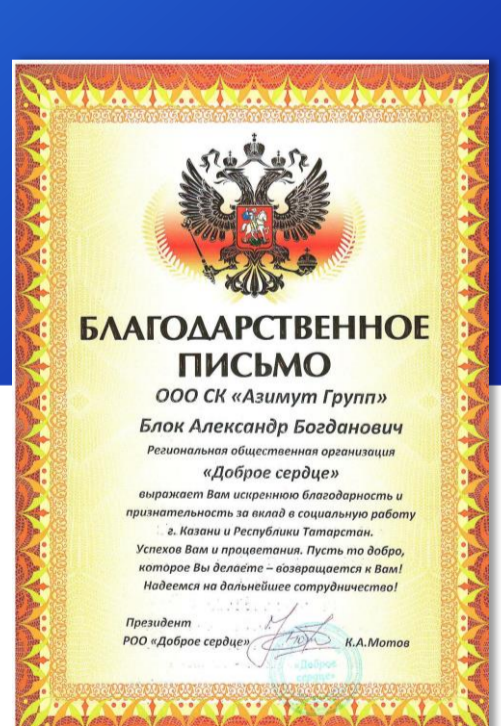 БЛАГОДАРСТВЕННОЕ
ПИСЬМО
ООО СК «Азимут Групп»
Блок Александр Богданович
Региональная общественная организация
«Доброе сердце»
выражает Вам искреннюю благодарность и
признательность за вклад в социальную работу
г. Казани и Республики Татарстан.
Успехов Вам и процветания. Пусть то добро,
которое Вы делаете – возвращается к Вам!
Надеемся на дальнейшее сотрудничество!
Президент
РОО «Доброе сердце» К.А.Мотов
«Доброе
сердце»